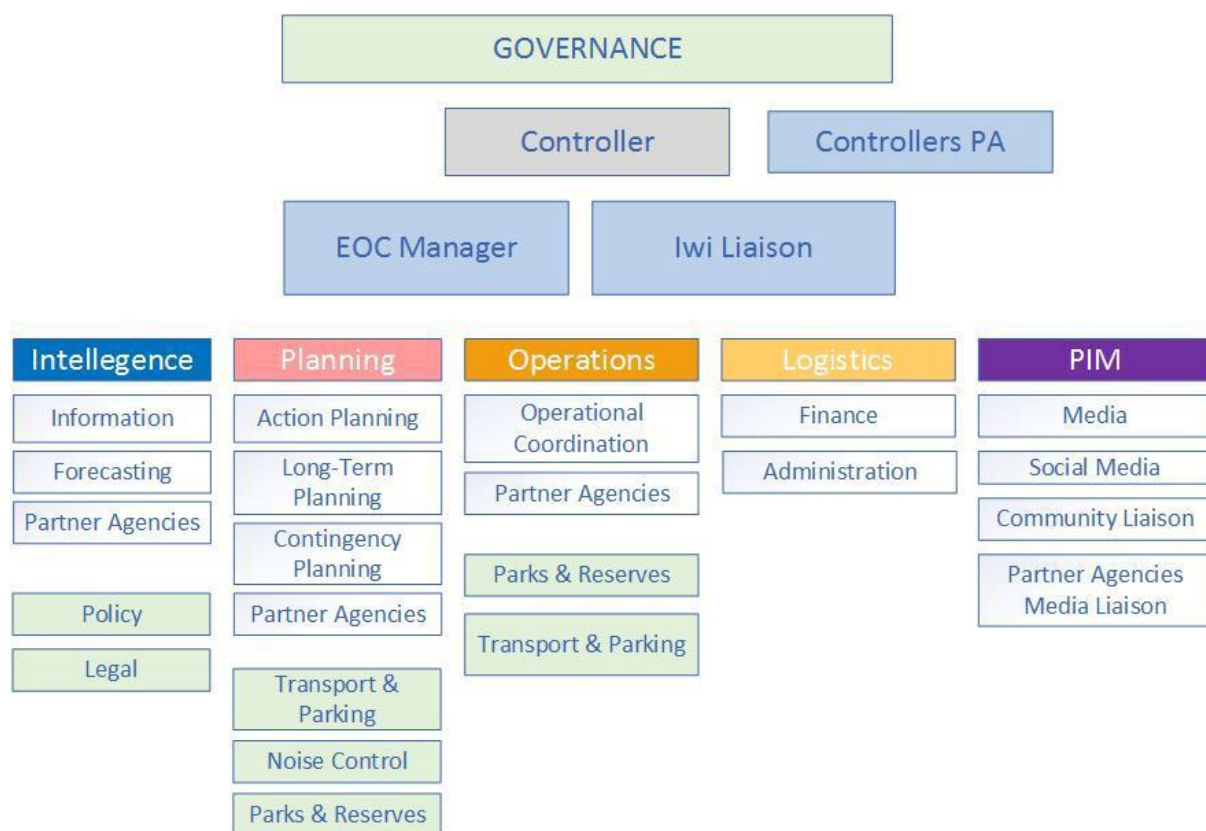 GOVERNANCE
Controller
Controllers PA
EOC Manager
Iwi Liaison
Intellegence
Information
Forecasting
Partner Agencies
Policy
Legal
Planning
Action Planning
Long-Term
Planning
Contingency
Planning
Partner Agencies
Transport &
Parking
Noise Control
Parks & Reserves
Operations
Operational
Coordination
Partner Agencies
Parks & Reserves
Transport & Parking
Logistics
Finance
Administration
PIM
Media
Social Media
Community Liaison
Partner Agencies
Media Liaison